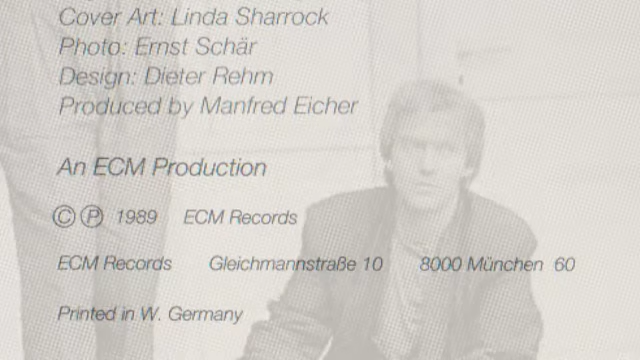 Cover Art: Linda Sharrock
Photo: Ernst Schär
Design: Dieter Rehm
Produced by Manfred Eicher
An ECM Production
©℗ 1989 ECM Records
ECM Records Gleichmannstraße 10 8000 München 60
Printed in W. Germany